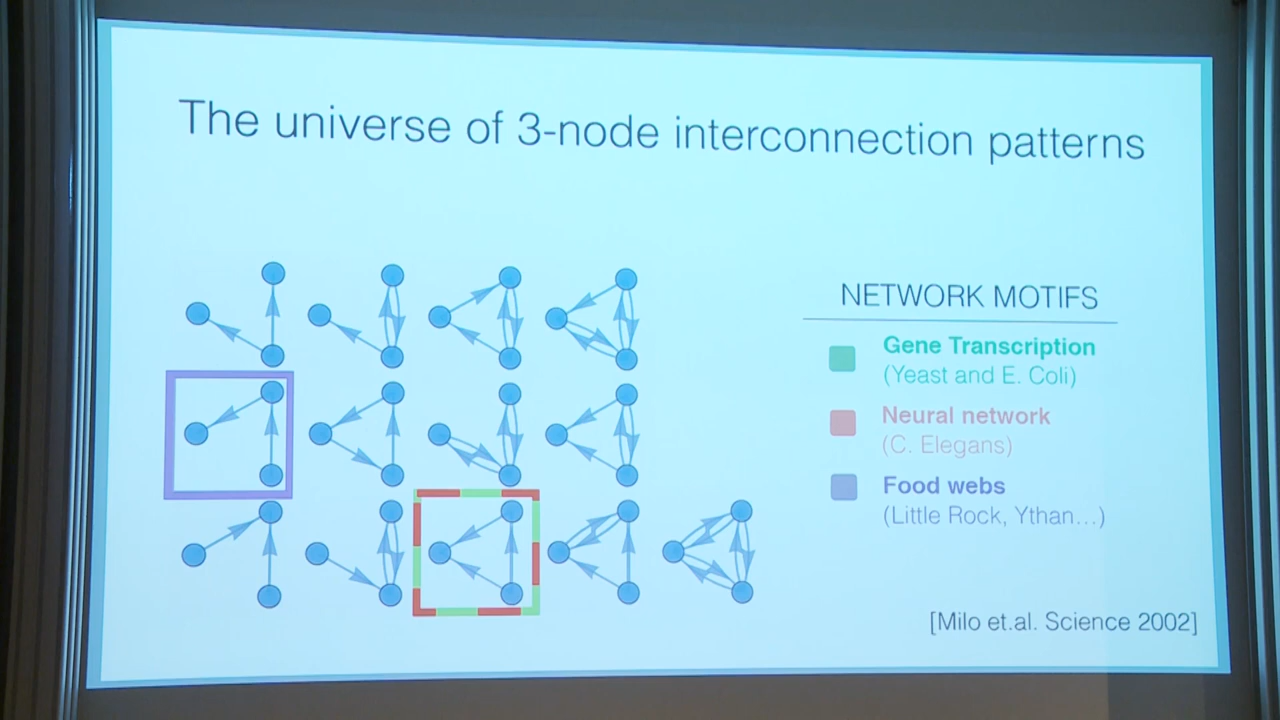 The universe of 3-node interconnection patterns
NETWORK MOTIFS
Gene Transcription
(Yeast and E. Coli)
Neural network
(C. Elegans)
Food webs
(Little Rock, Ythan...)
[Milo et.al. Science 2002]